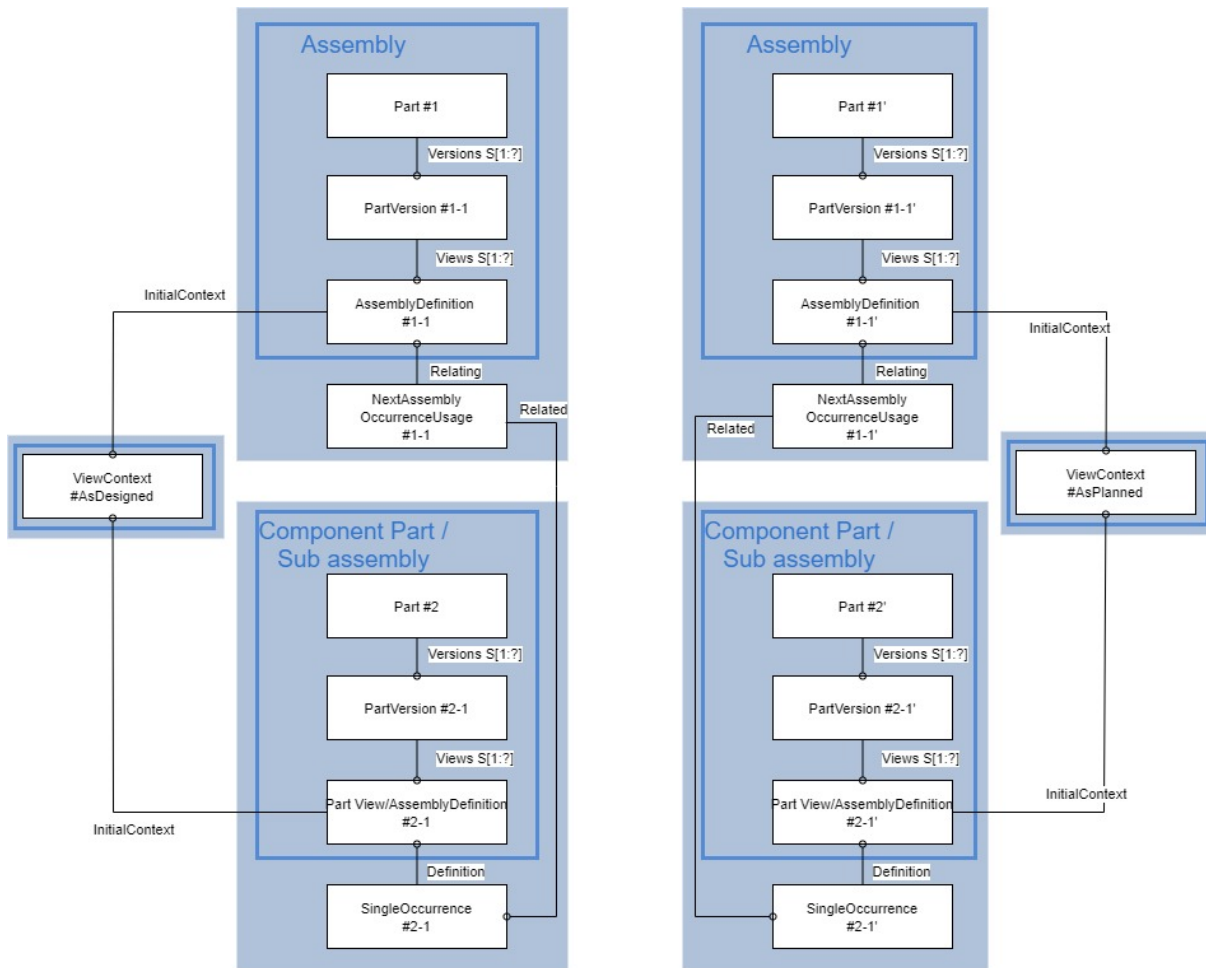 Assembly
Part #1
Versions S[1:?]
PartVersion #1-1
Views S[1:?]
InitialContext
AssemblyDefinition
#1-1
Relating
NextAssembly
OccurrenceUsage
#1-1
Related
ViewContext
#AsDesigned
Component Part /
Sub assembly
Part #2
Versions S[1:?]
PartVersion #2-1
Views S[1:?]
Part View/AssemblyDefinition
#2-1
InitialContext
Definition
SingleOccurrence
#2-1
Assembly
Part #1'
Versions S[1:?]
PartVersion #1-1'
Views S[1:?]
AssemblyDefinition
#1-1'
InitialContext
Relating
NextAssembly
OccurrenceUsage
#1-1'
Related
ViewContext
#AsPlanned
Component Part /
Sub assembly
Part #2'
Versions S[1:?]
PartVersion #2-1'
Views S[1:?]
Part View/AssemblyDefinition
#2-1'
InitialContext
Definition
SingleOccurrence
#2-1'